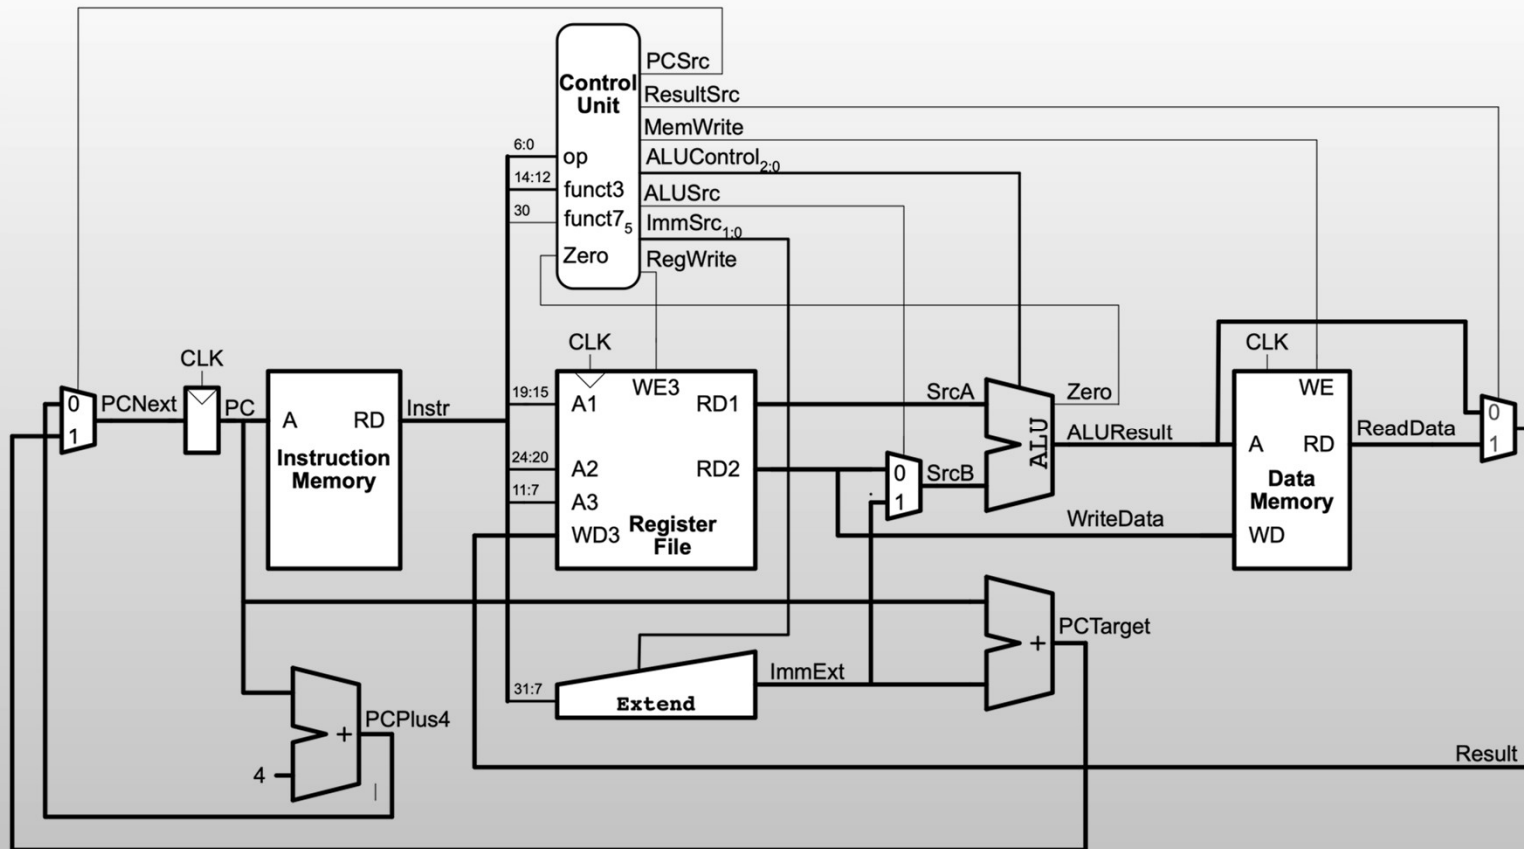 PCSrc
Control
Unit
ResultSrc
MemWrite
6:0
op
ALUControl2:0
14:12
funct3
ALUSrc
30
funct75
ImmSrc1:0
Zero
RegWrite
CLK
CLK
CLK
0
PCNext
PC
1
A
RD
Instr
Instruction
Memory
19:15
A1
WE3
RD1
SrcA
Zero
WE
24:20
A2
RD2
0
SrcB
1
ALU
ALUResult
A
RD
ReadData
0
1
11:7
A3
Data
Memory
WD3
Register
File
WriteData
WD
+
PCTarget
31:7
Extend
ImmExt
PCPlus4
+
4
Result